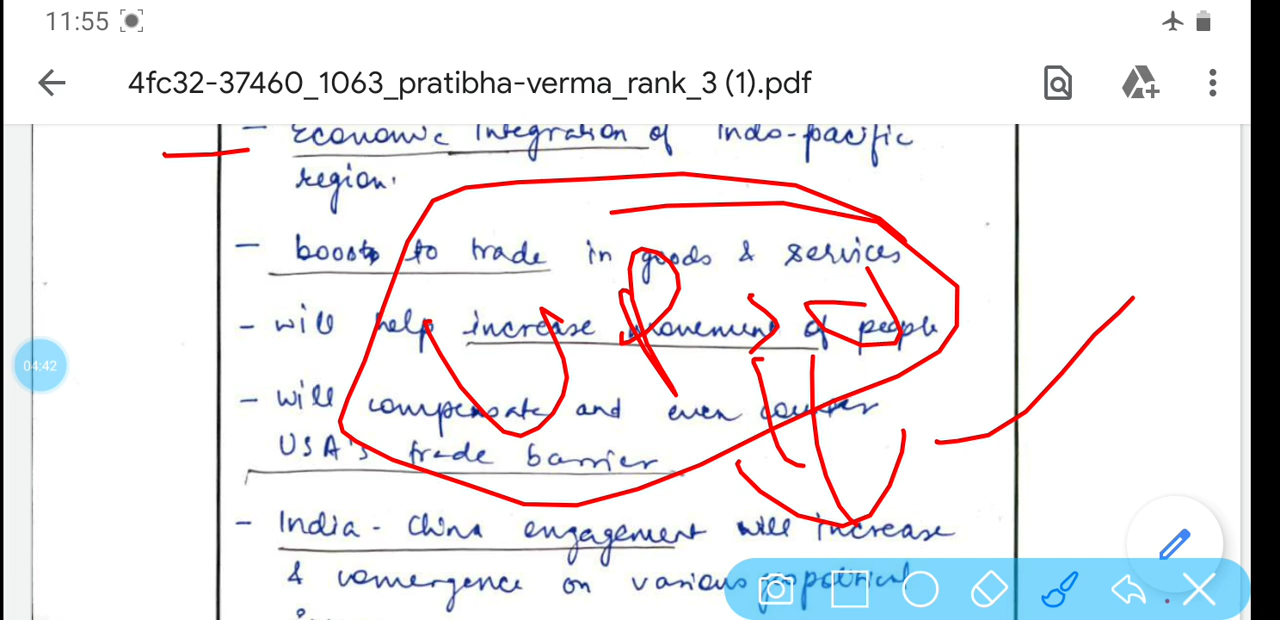 11:55
4fc32-37460_1063_pratibha-verma_rank_3 (1).pdf
- Economic Integration of Indo-pacific
region.
- boost to trade in goods & services
- will help increase movement of people
- will compensate and even counter
USA's trade barrier
04:42
- India - China engagement will increase
& convergence on various